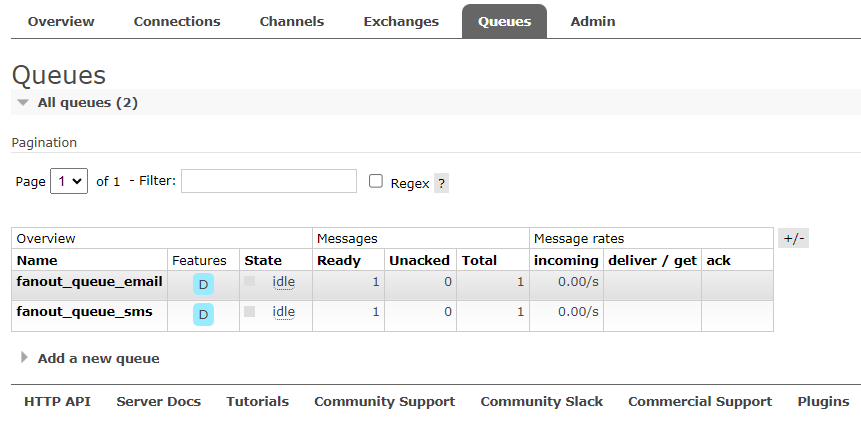 Overview Connections Channels Exchanges Queues Admin
Queues
All queues (2)
Pagination
Page 1 of 1 - Filter: Regex ?
Overview Messages Message rates +/-
Name Features State Ready Unacked Total incoming deliver / get ack
fanout_queue_email D idle 1 0 1 0.00/s
fanout_queue_sms D idle 1 0 1 0.00/s
Add a new queue
HTTP API Server Docs Tutorials Community Support Community Slack Commercial Support Plugins